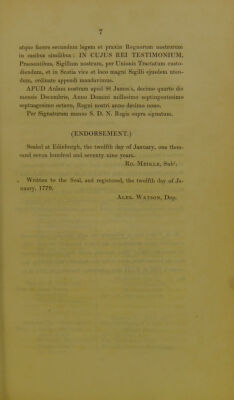 7
atque fueros secundum legem et praxin Regnorum nostrorum
in casibus similibus: IN CUJUS REI TESTIMONIUM,
Praesentibus, Sigillum nostrum, per Unionis Tractatum custo-
diendum, et in Scotia vice et loco magni Sigilli ejusdem uten-
dum, ordinate appendi mandavimus.
APUD Aulam nostram apud St James's, decimo quarto die
mensis Decembris, Anno Domini millesimo septingentesimo
septuagesimo octavo, Regni nostri anno decimo nono.
Per Signaturam manus S. D. N. Regis supra signatam.
(ENDORSEMENT.)
Sealed at Edinburgh, the twelfth day of January, one thou-
sand seven hundred and seventy nine years.
Ro. Meikle, Subt.
Written to the Seal, and registered, the twelfth day of Ja-
nuary, 1779.
Alex. Watson, Dep.